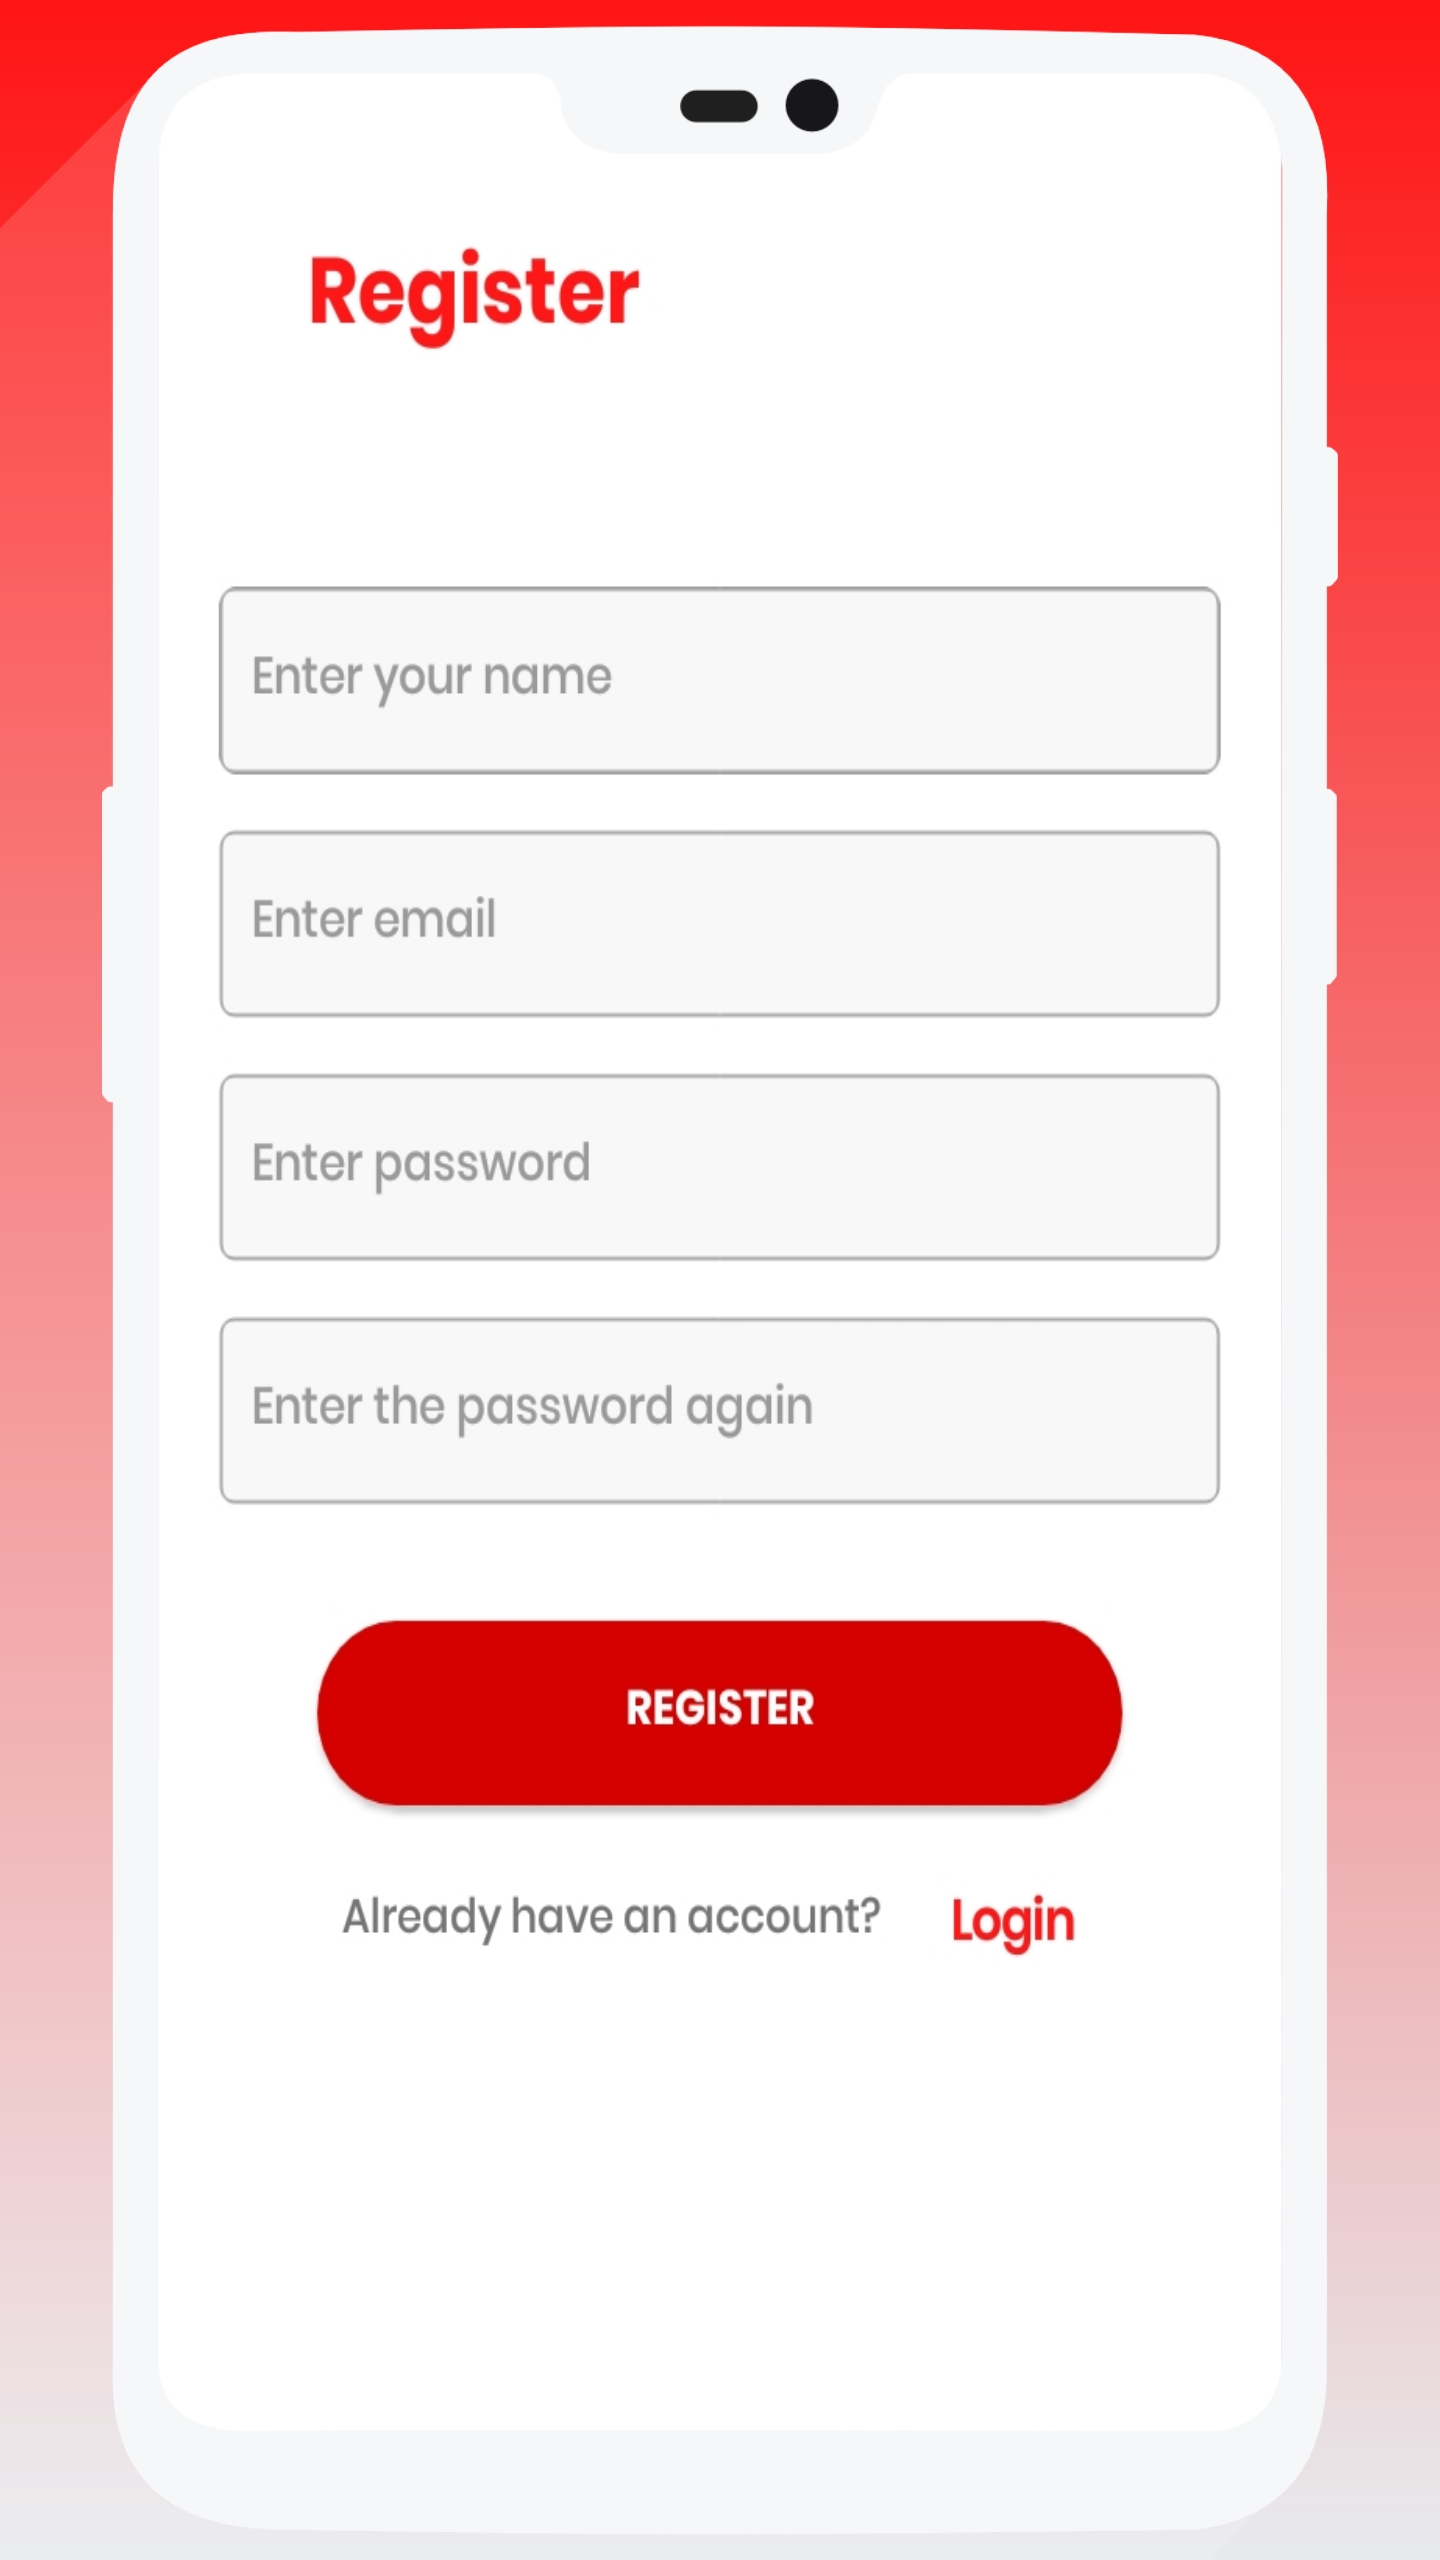 Register
Enter your name
Enter email
Enter password
Enter the password again
REGISTER
Already have an account? Login